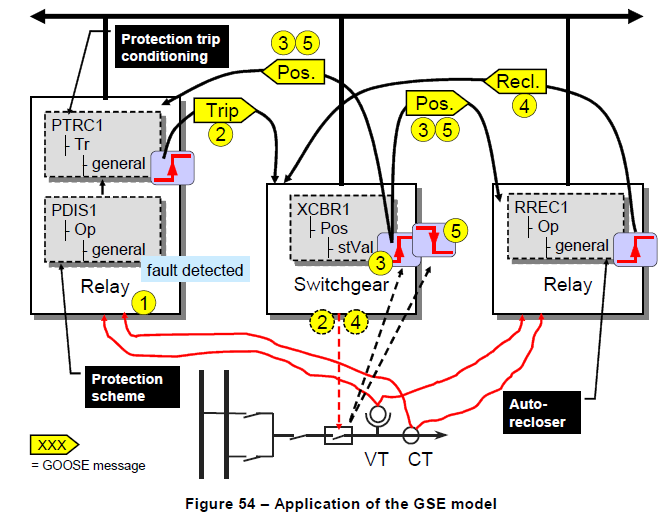 Protection trip
conditioning
3 5
Pos.
Recl.
4
Trip
2
Pos.
3 5
PTRC1
Tr
general
PDIS1
Op
general
fault detected
Relay
1
XCBR1
Pos
stVal
5
3
Switchgear
2 4
RREC1
Op
general
Relay
Protection
scheme
Auto-
recloser
VT CT
XXX
= GOOSE message
Figure 54 – Application of the GSE model